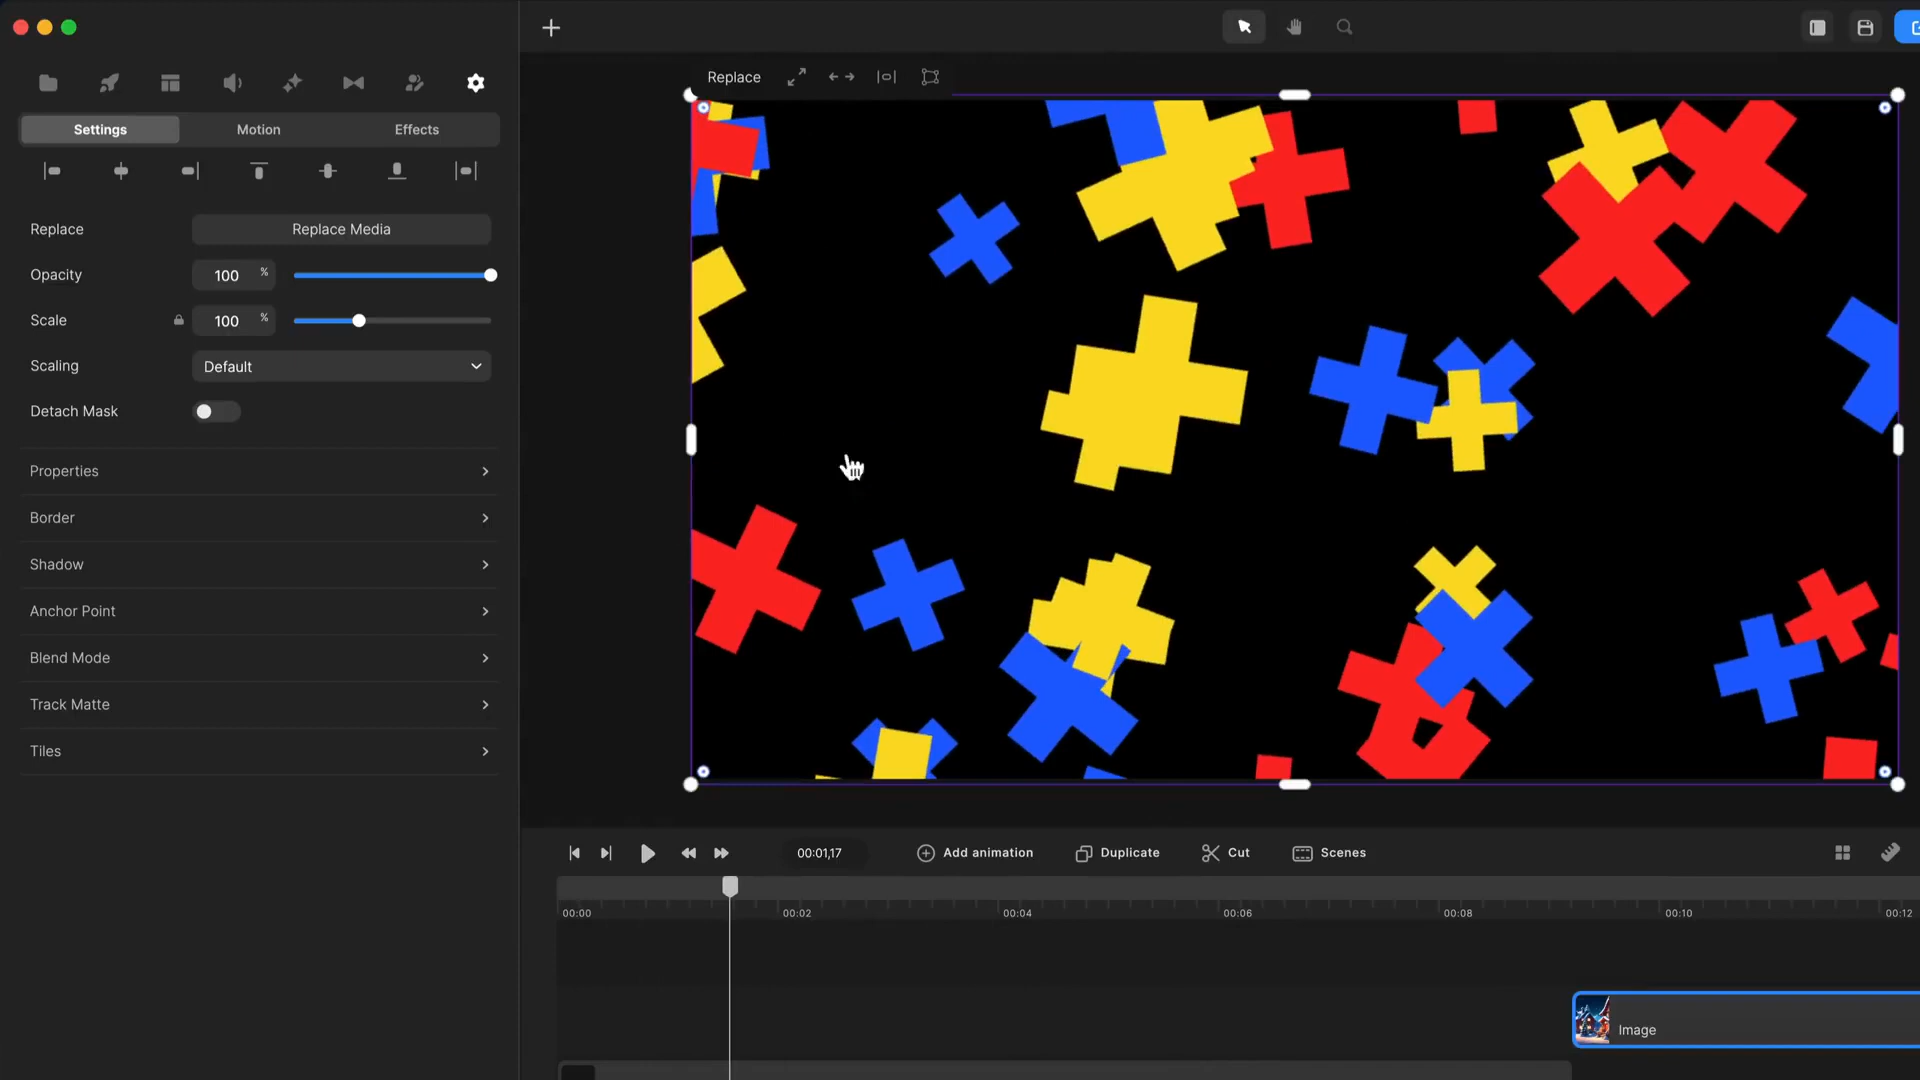 Replace
Settings
Motion
Effects
Replace
Replace Media
Opacity
100 %
Scale
100 %
Scaling
Default
Detach Mask
Properties
Border
Shadow
Anchor Point
Blend Mode
Track Matte
Tiles
00:01,17
Add animation
Duplicate
Cut
Scenes
00:00
00:02
00:04
00:06
00:08
00:10
00:12
Image